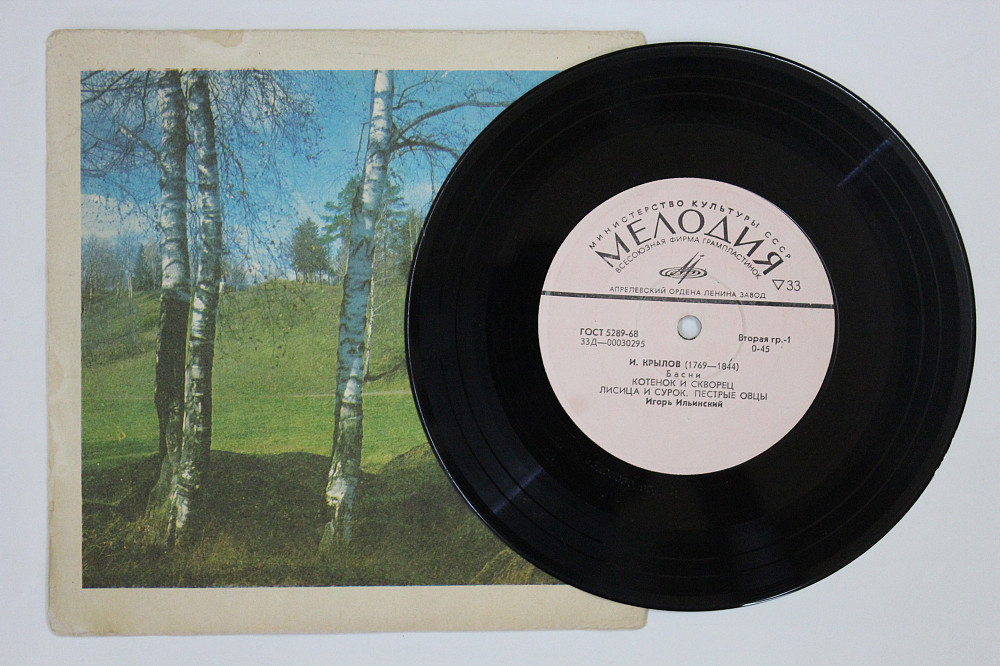 МИНИСТЕРСТВО КУЛЬТУРЫ СССР
МЕЛОДИЯ
ВСЕСОЮЗНАЯ ФИРМА ГРАМПЛАСТИНОК
▽33
АПРЕЛЕВСКИЙ ОРДЕНА ЛЕНИНА ЗАВОД
ГОСТ 5289-68
33Д—00030295
Вторая гр.-1
0-45
И. КРЫЛОВ (1769—1844)
Басни
КОТЕНОК И СКВОРЕЦ
ЛИСИЦА И СУРОК. ПЕСТРЫЕ ОВЦЫ
Игорь Ильинский